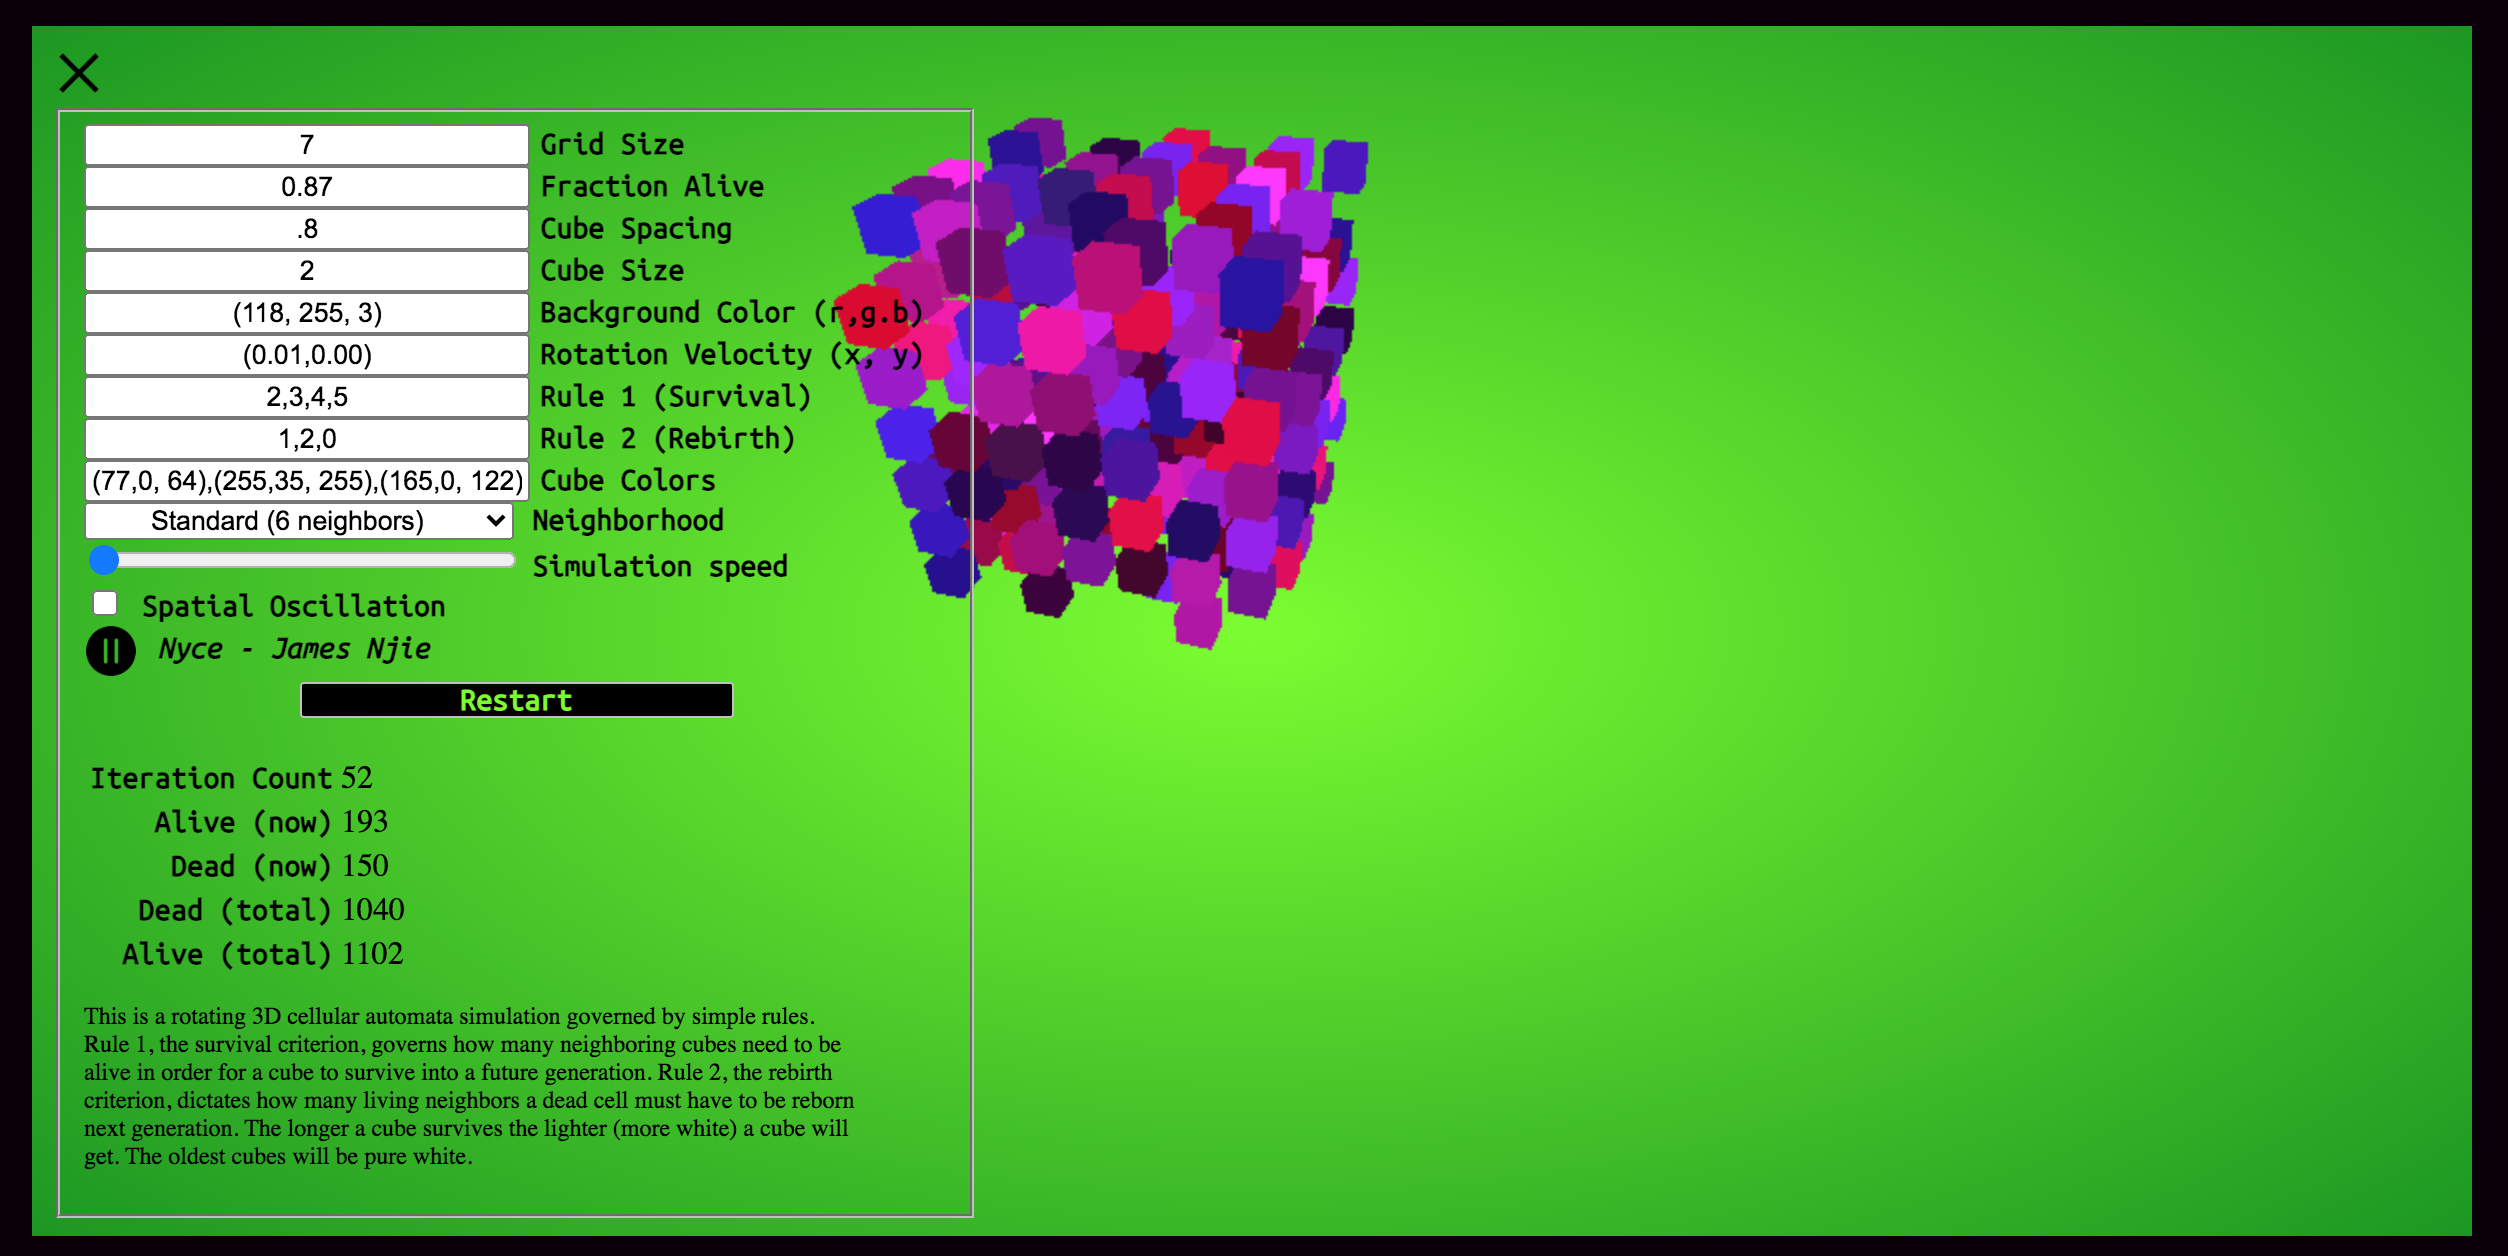 7 Grid Size
0.87 Fraction Alive
.8 Cube Spacing
2 Cube Size
(118, 255, 3) Background Color (r,g.b)
(0.01,0.00) Rotation Velocity (x, y)
2,3,4,5 Rule 1 (Survival)
1,2,0 Rule 2 (Rebirth)
(77,0, 64),(255,35, 255),(165,0, 122) Cube Colors
Standard (6 neighbors) Neighborhood
Simulation speed
Spatial Oscillation
Nyce - James Njie
Restart
Iteration Count 52
Alive (now) 193
Dead (now) 150
Dead (total) 1040
Alive (total) 1102
This is a rotating 3D cellular automata simulation governed by simple rules.
Rule 1, the survival criterion, governs how many neighboring cubes need to be
alive in order for a cube to survive into a future generation. Rule 2, the rebirth
criterion, dictates how many living neighbors a dead cell must have to be reborn
next generation. The longer a cube survives the lighter (more white) a cube will
get. The oldest cubes will be pure white.